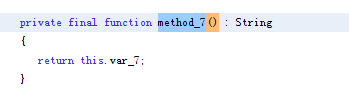 private final function method_7() : String
{
return this.var_7;
}